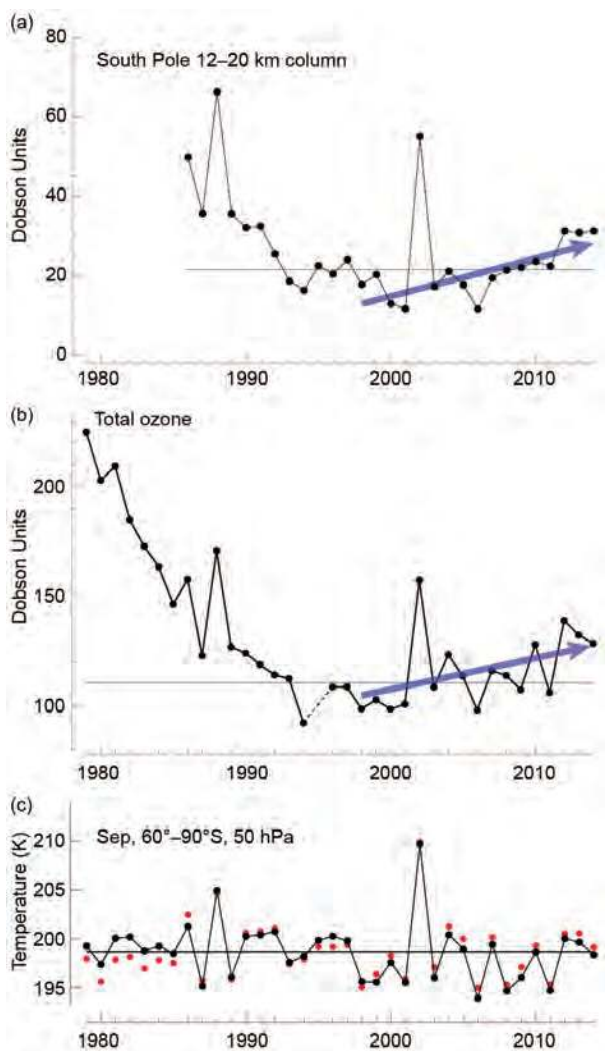 (a)
80
South Pole 12–20 km column
60
Dobson Units
40
20
0
1980 1990 2000 2010
(b)
Total ozone
200
Dobson Units
150
100
1980 1990 2000 2010
(c)
Sep, 60°–90°S, 50 hPa
210
Temperature (K)
205
200
195
1980 1990 2000 2010